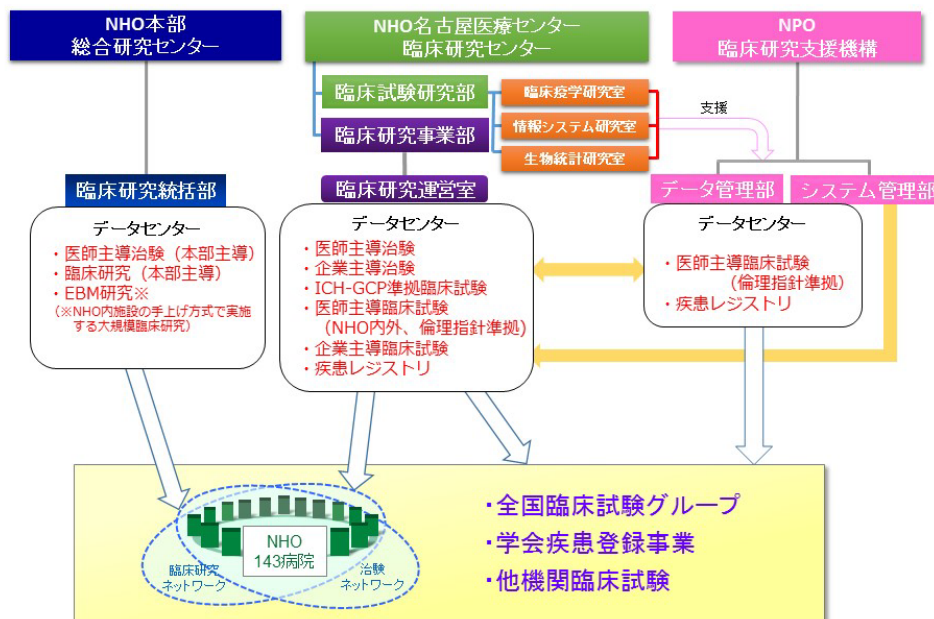 NHO本部
総合研究センター
NHO名古屋医療センター
臨床研究センター
NPO
臨床研究支援機構
臨床試験研究部
臨床研究事業部
臨床疫学研究室
情報システム研究室
生物統計研究室
支援
臨床研究統括部
臨床研究運営室
データ管理部
システム管理部
データセンター
・医師主導治験（本部主導）
・臨床研究（本部主導）
・EBM研究※
（※NHO内施設の手上げ方式で実施
する大規模臨床研究）
データセンター
・医師主導治験
・企業主導治験
・ICH-GCP準拠臨床試験
・医師主導臨床試験
（NHO内外、倫理指針準拠）
・企業主導臨床試験
・疾患レジストリ
データセンター
・医師主導臨床試験
（倫理指針準拠）
・疾患レジストリ
NHO
143病院
臨床研究
ネットワーク
治験
ネットワーク
・全国臨床試験グループ
・学会疾患登録事業
・他機関臨床試験